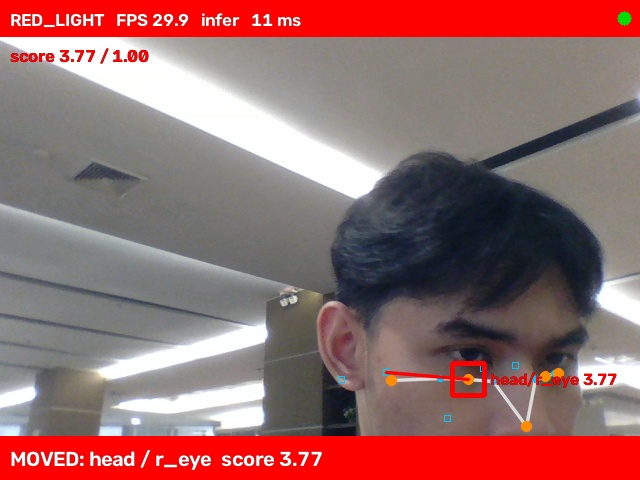 RED_LIGHT FPS 29.9 infer 11 ms
score 3.77 / 1.00
head/r_eye 3.77
MOVED: head / r_eye score 3.77